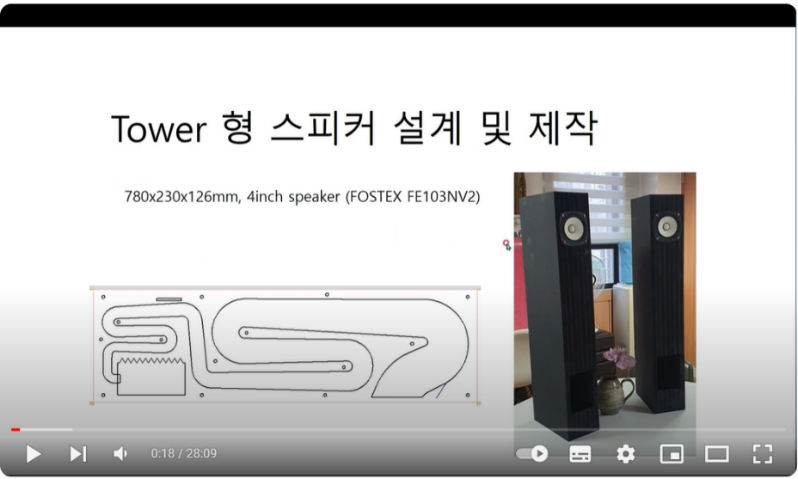 Tower 형 스피커 설계 및 제작
780x230x126mm, 4inch speaker (FOSTEX FE103NV2)
0:18 / 28:09